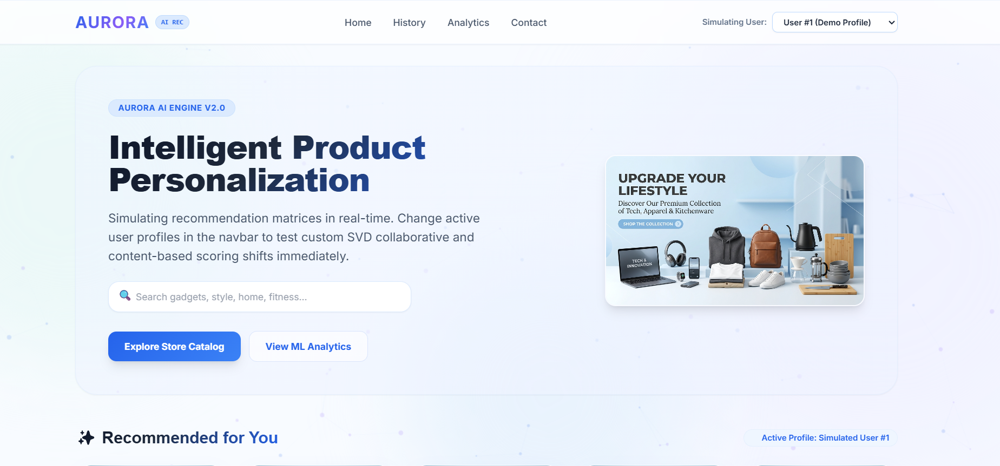 AURORA
AI REC
Home
History
Analytics
Contact
Simulating User:
User #1 (Demo Profile)
AURORA AI ENGINE V2.0
Intelligent Product
Personalization
Simulating recommendation matrices in real-time. Change active
user profiles in the navbar to test custom SVD collaborative and
content-based scoring shifts immediately.
Search gadgets, style, home, fitness...
Explore Store Catalog
View ML Analytics
UPGRADE YOUR
LIFESTYLE
Discover Our Premium Collection
of Tech, Apparel & Kitchenware
SHOP THE COLLECTION
TECH &
INNOVATION
Recommended for You
Active Profile: Simulated User #1